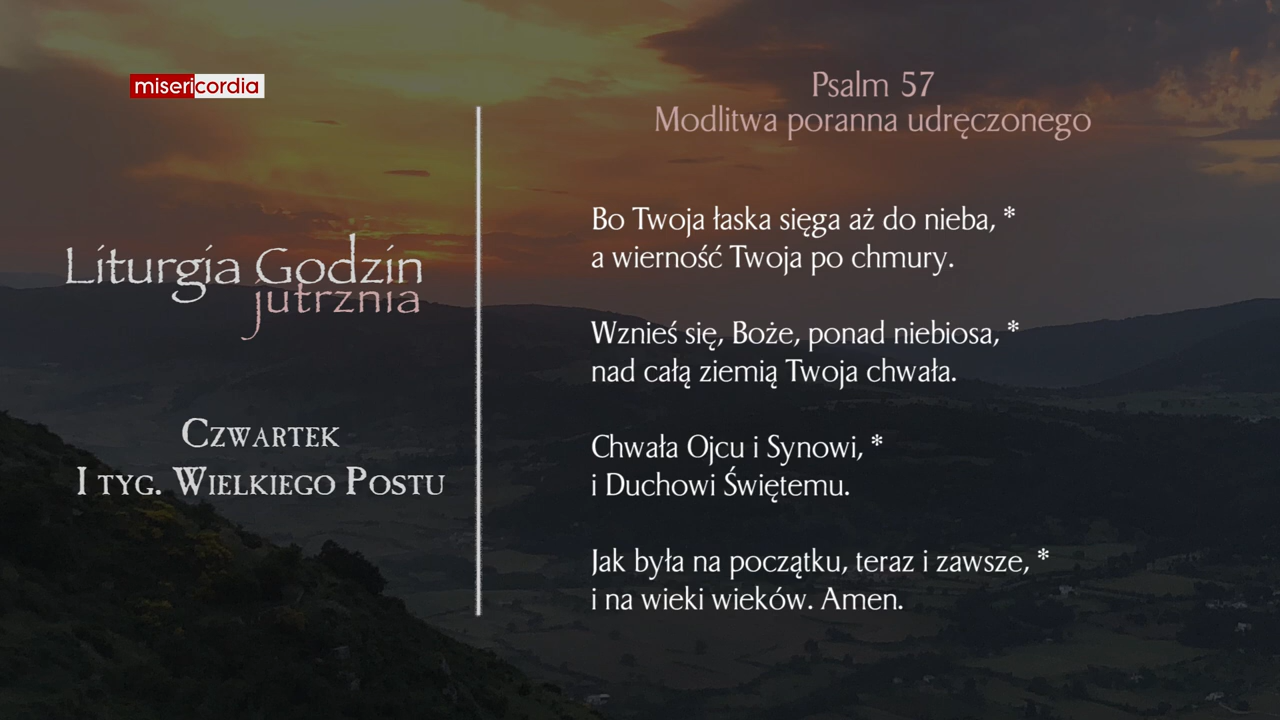 misericordia
Liturgia Godzin
jutrznia
Czwartek
I tyg. Wielkiego Postu
Psalm 57
Modlitwa poranna udręczonego
Bo Twoja łaska sięga aż do nieba, *
a wierność Twoja po chmury.
Wznieś się, Boże, ponad niebiosa, *
nad całą ziemią Twoja chwała.
Chwała Ojcu i Synowi, *
i Duchowi Świętemu.
Jak była na początku, teraz i zawsze, *
i na wieki wieków. Amen.